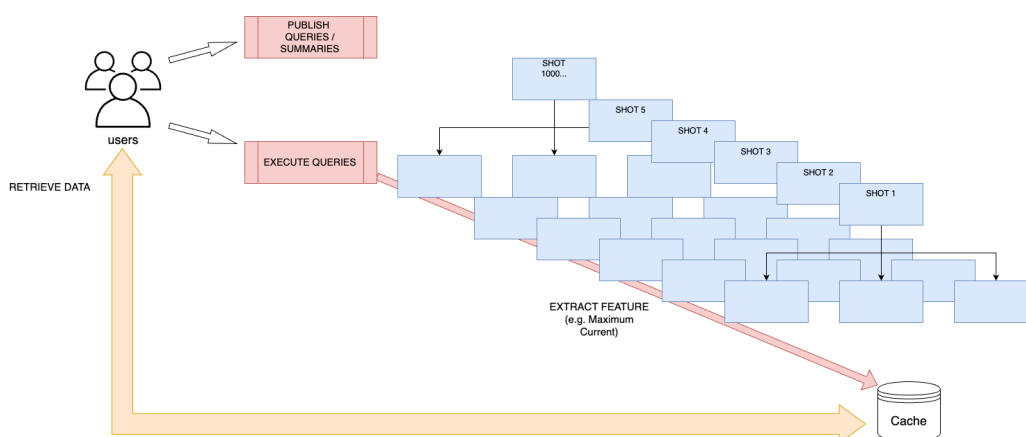 PUBLISH
QUERIES /
SUMMARIES
users
EXECUTE QUERIES
RETRIEVE DATA
SHOT
1000...
SHOT 5
SHOT 4
SHOT 3
SHOT 2
SHOT 1
EXTRACT FEATURE
(e.g. Maximum
Current)
Cache